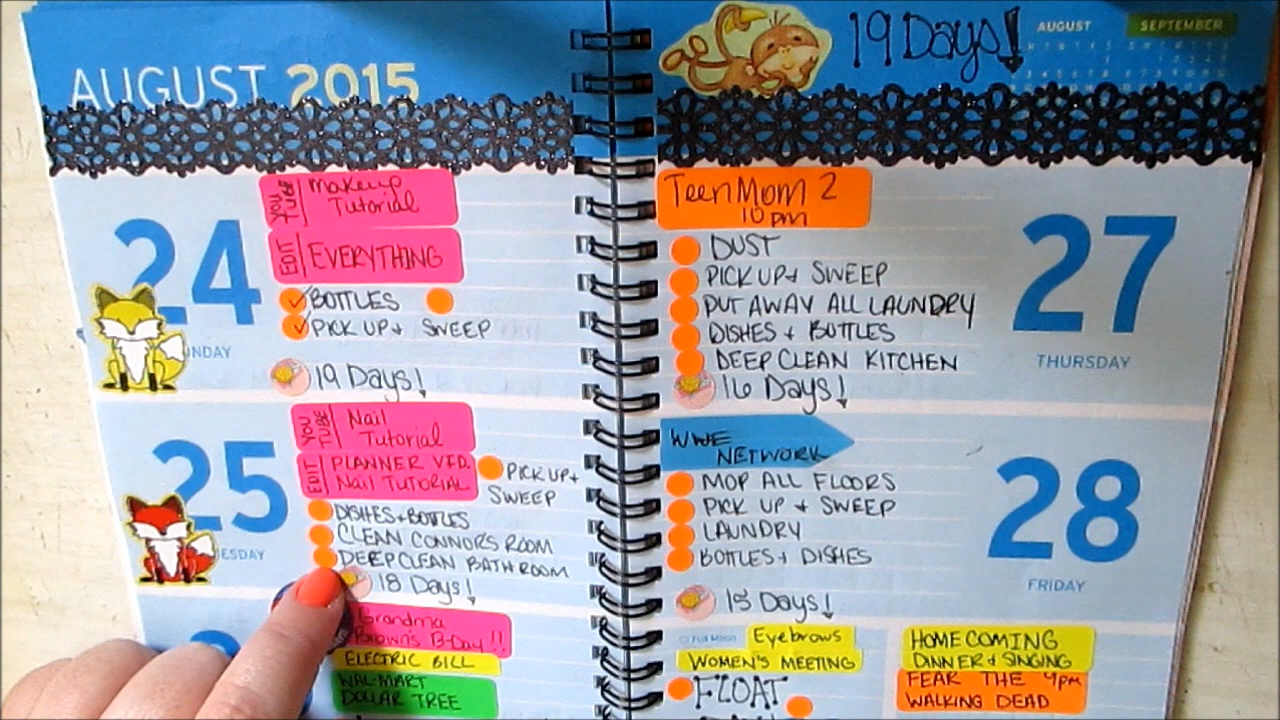 AUGUST 2015
YOU TUBE
Makeup
Tutorial
EDIT
EVERYTHING
24
BOTTLES
PICK UP + SWEEP
19 Days!
YOU TUBE
Nail
Tutorial
EDIT
PLANNER VID.
Nail TUTORIAL
PICK UP +
SWEEP
25
DISHES + BOTTLES
CLEAN CONNORS ROOM
DEEP CLEAN BATHROOM
18 Days!
Grandma
Brown's B-Day!!
ELECTRIC BILL
WAL-MART
DOLLAR TREE
19 Days!
AUGUST
SEPTEMBER
Teen Mom 2
10 pm
DUST
PICK UP + SWEEP
PUT AWAY ALL LAUNDRY
DISHES + BOTTLES
DEEP CLEAN KITCHEN
16 Days!
27
THURSDAY
WWE
NETWORK
MOP ALL FLOORS
PICK UP & SWEEP
LAUNDRY
BOTTLES + DISHES
15 Days!
28
FRIDAY
Full Moon
Eyebrows
WOMEN'S MEETING
FLOAT
HOMECOMING
DINNER & SINGING
FEAR THE 9pm
WALKING DEAD